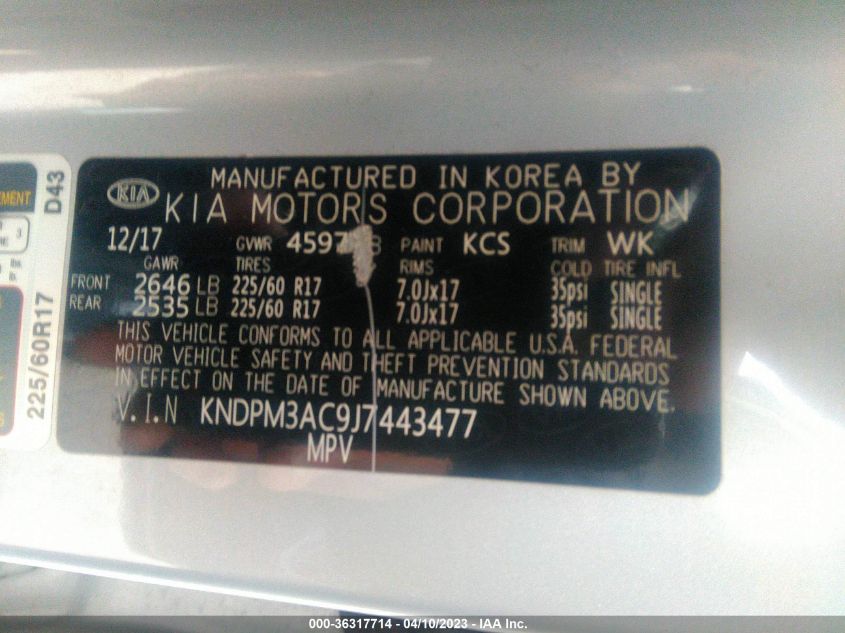 MANUFACTURED IN KOREA BY
KIA KIA MOTORS CORPORATION
12/17 GVWR PAINT KCS TRIM WK
GAWR TIRES RIMS COLD TIRE INFL
FRONT 2646 LB 225/60 R17 7.0Jx17 35psi SINGLE
REAR 2535 LB 225/60 R17 7.0Jx17 35psi SINGLE
THIS VEHICLE CONFORMS TO ALL APPLICABLE U.S.A. FEDERAL
MOTOR VEHICLE SAFETY AND THEFT PREVENTION STANDARDS
IN EFFECT ON THE DATE OF MANUFACTURE SHOWN ABOVE.
V.I.N KNDPM3AC9J7443477
MPV
D43
225/60R17
3
000-36317714 - 04/10/2023 - IAA Inc.